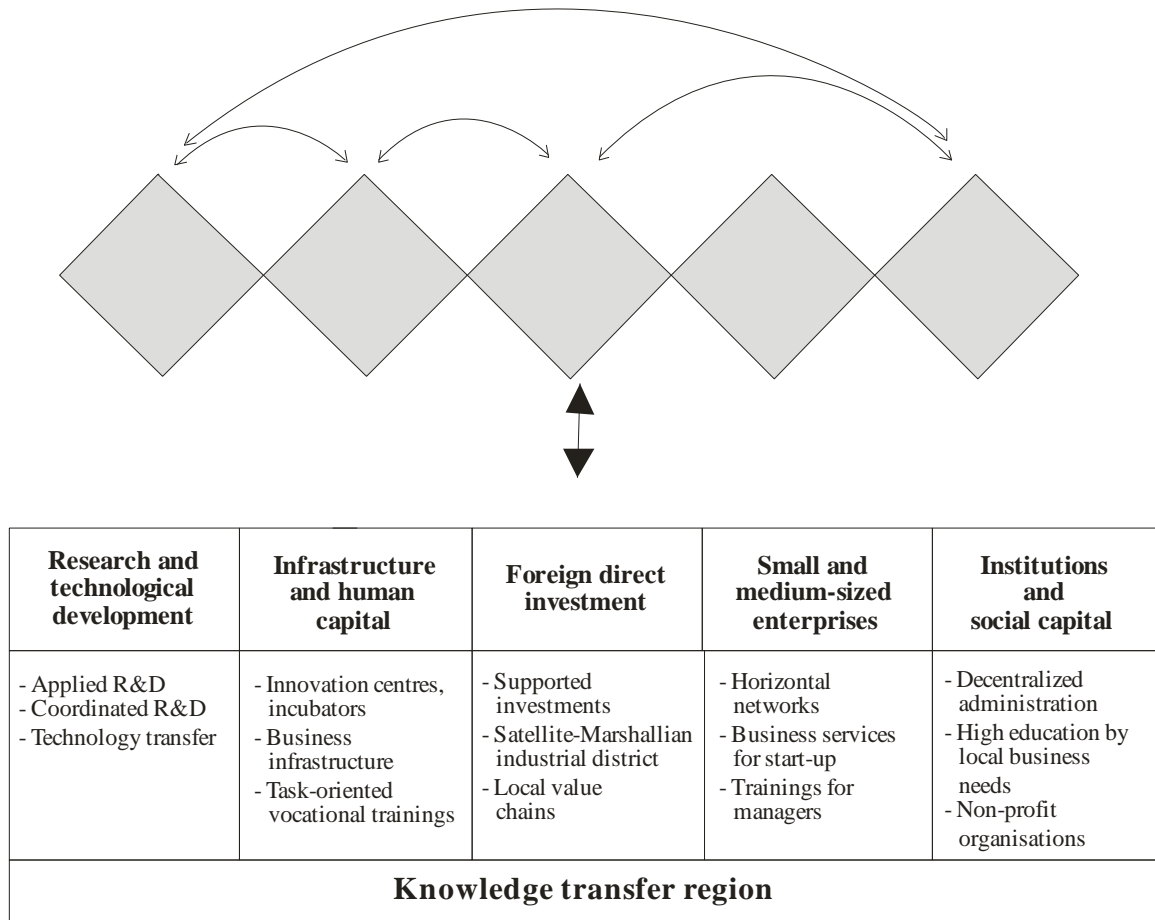 Research and
technological
development
Infrastructure
and human
capital
Foreign direct
investment
Small and
medium-sized
enterprises
Institutions
and
social capital
- Applied R&D
- Coordinated R&D
- Technology transfer
- Innovation centres,
incubators
- Business
infrastructure
- Task-oriented
vocational trainings
- Supported
investments
- Satellite-Marshallian
industrial district
- Local value
chains
- Horizontal
networks
- Business services
for start-up
- Trainings for
managers
- Decentralized
administration
- High education by
local business
needs
- Non-profit
organisations
Knowledge transfer region